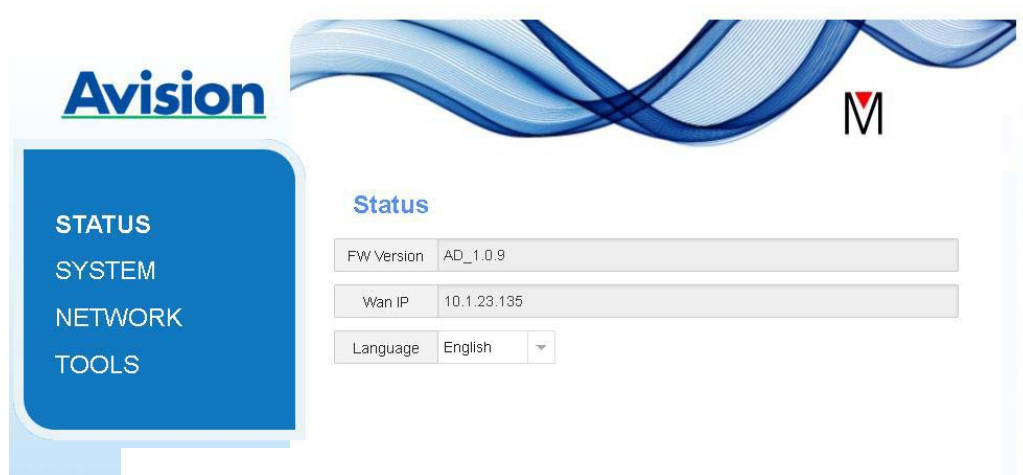 Avision
M
STATUS
SYSTEM
NETWORK
TOOLS
Status
FW Version AD_1.0.9
Wan IP 10.1.23.135
Language English